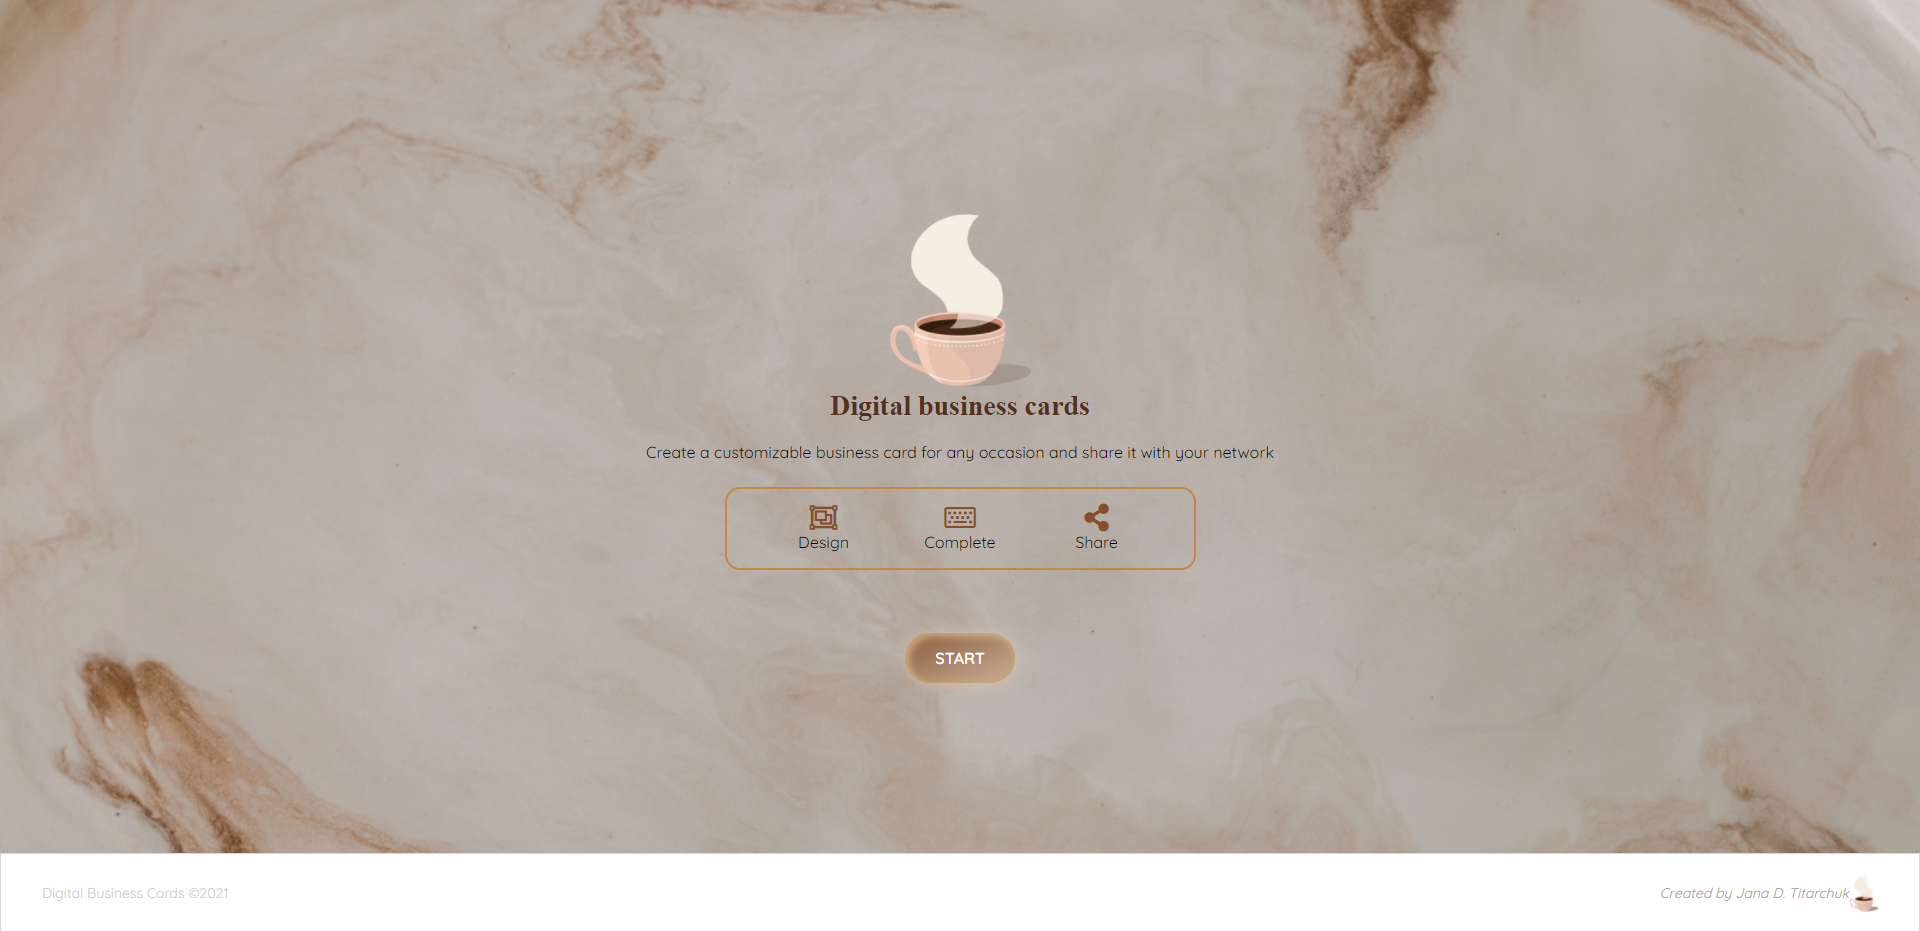 Digital business cards
Create a customizable business card for any occasion and share it with your network
Design Complete Share
START
Digital Business Cards ©2021
Created by Jana D. Titarchuk